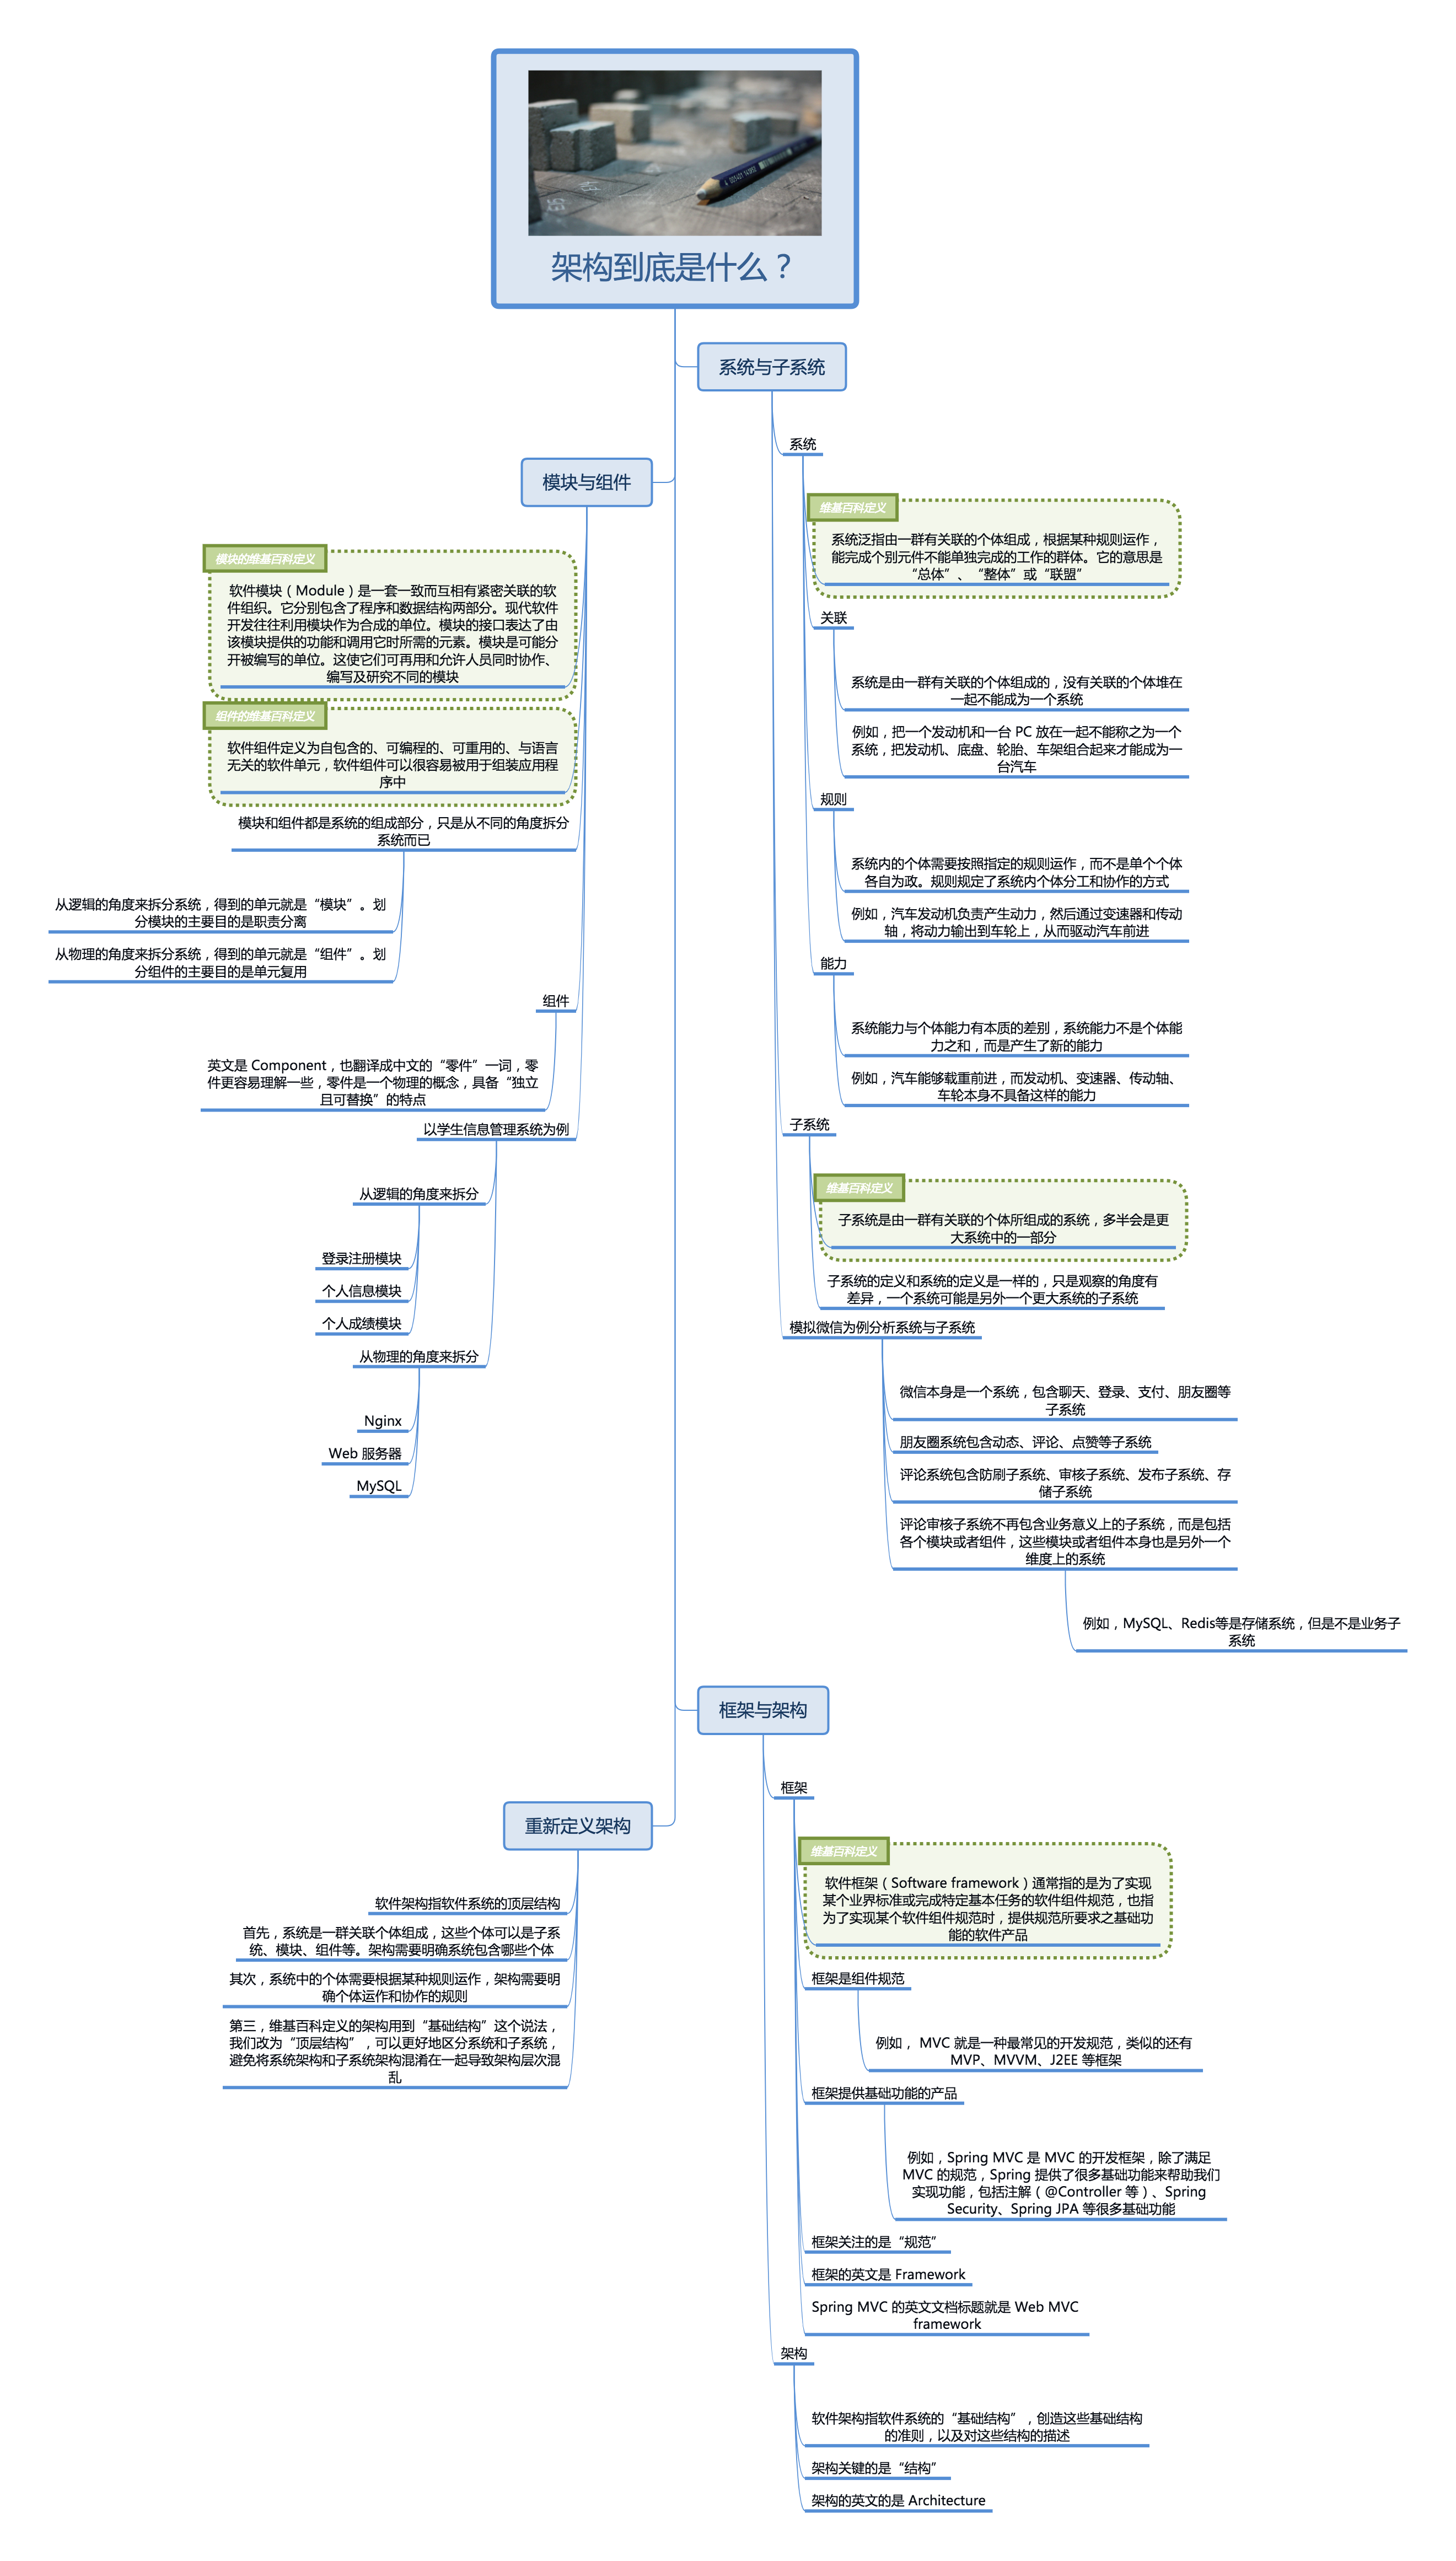 架构到底是什么？
系统与子系统
系统
维基百科定义
系统泛指由一群有关联的个体组成，根据某种规则运作，
能完成个别元件不能单独完成的工作的群体。它的意思是
“总体”、“整体”或“联盟”
关联
系统是由一群有关联的个体组成的，没有关联的个体堆在
一起不能成为一个系统
例如，把一个发动机和一台 PC 放在一起不能称之为一个
系统，把发动机、底盘、轮胎、车架组合起来才能成为一
台汽车
规则
系统内的个体需要按照指定的规则运作，而不是单个个体
各自为政。规则规定了系统内个体分工和协作的方式
例如，汽车发动机负责产生动力，然后通过变速器和传动
轴，将动力输出到车轮上，从而驱动汽车前进
能力
系统能力与个体能力有本质的差别，系统能力不是个体能
力之和，而是产生了新的能力
例如，汽车能够载重前进，而发动机、变速器、传动轴、
车轮本身不具备这样的能力
子系统
维基百科定义
子系统是由一群有关联的个体所组成的系统，多半会是更
大系统中的一部分
子系统的定义和系统的定义是一样的，只是观察的角度有
差异，一个系统可能是另外一个更大系统的子系统
模拟微信为例分析系统与子系统
微信本身是一个系统，包含聊天、登录、支付、朋友圈等
子系统
朋友圈系统包含动态、评论、点赞等子系统
评论系统包含防刷子系统、审核子系统、发布子系统、存
储子系统
评论审核子系统不再包含业务意义上的子系统，而是包括
各个模块或者组件，这些模块或者组件本身也是另外一个
维度上的系统
例如，MySQL、Redis等是存储系统，但是不是业务子
系统
模块与组件
模块的维基百科定义
软件模块（Module）是一套一致而互相有紧密关联的软
件组织。它分别包含了程序和数据结构两部分。现代软件
开发往往利用模块作为合成的单位。模块的接口表达了由
该模块提供的功能和调用它时所需的元素。模块是可能分
开被编写的单位。这使它们可再用和允许人员同时协作、
编写及研究不同的模块
组件的维基百科定义
软件组件定义为自包含的、可编程的、可重用的、与语言
无关的软件单元，软件组件可以很容易被用于组装应用程
序中
模块和组件都是系统的组成部分，只是从不同的角度拆分
系统而已
从逻辑的角度来拆分系统，得到的单元就是“模块”。划
分模块的主要目的是职责分离
从物理的角度来拆分系统，得到的单元就是“组件”。划
分组件的主要目的是单元复用
组件
英文是 Component，也翻译成中文的“零件”一词，零
件更容易理解一些，零件是一个物理的概念，具备“独立
且可替换”的特点
以学生信息管理系统为例
从逻辑的角度来拆分
登录注册模块
个人信息模块
个人成绩模块
从物理的角度来拆分
Nginx
Web 服务器
MySQL
框架与架构
框架
维基百科定义
软件框架（Software framework）通常指的是为了实现
某个业界标准或完成特定基本任务的软件组件规范，也指
为了实现某个软件组件规范时，提供规范所要求之基础功
能的软件产品
框架是组件规范
例如， MVC 就是一种最常见的开发规范，类似的还有
MVP、MVVM、J2EE 等框架
框架提供基础功能的产品
例如，Spring MVC 是 MVC 的开发框架，除了满足
MVC 的规范，Spring 提供了很多基础功能来帮助我们
实现功能，包括注解（@Controller 等）、Spring
Security、Spring JPA 等很多基础功能
框架关注的是“规范”
框架的英文是 Framework
Spring MVC 的英文文档标题就是 Web MVC
framework
架构
软件架构指软件系统的“基础结构”，创造这些基础结构
的准则，以及对这些结构的描述
架构关键的是“结构”
架构的英文的是 Architecture
重新定义架构
软件架构指软件系统的顶层结构
首先，系统是一群关联个体组成，这些个体可以是子系
统、模块、组件等。架构需要明确系统包含哪些个体
其次，系统中的个体需要根据某种规则运作，架构需要明
确个体运作和协作的规则
第三，维基百科定义的架构用到“基础结构”这个说法，
我们改为“顶层结构”，可以更好地区分系统和子系统，
避免将系统架构和子系统架构混淆在一起导致架构层次混
乱